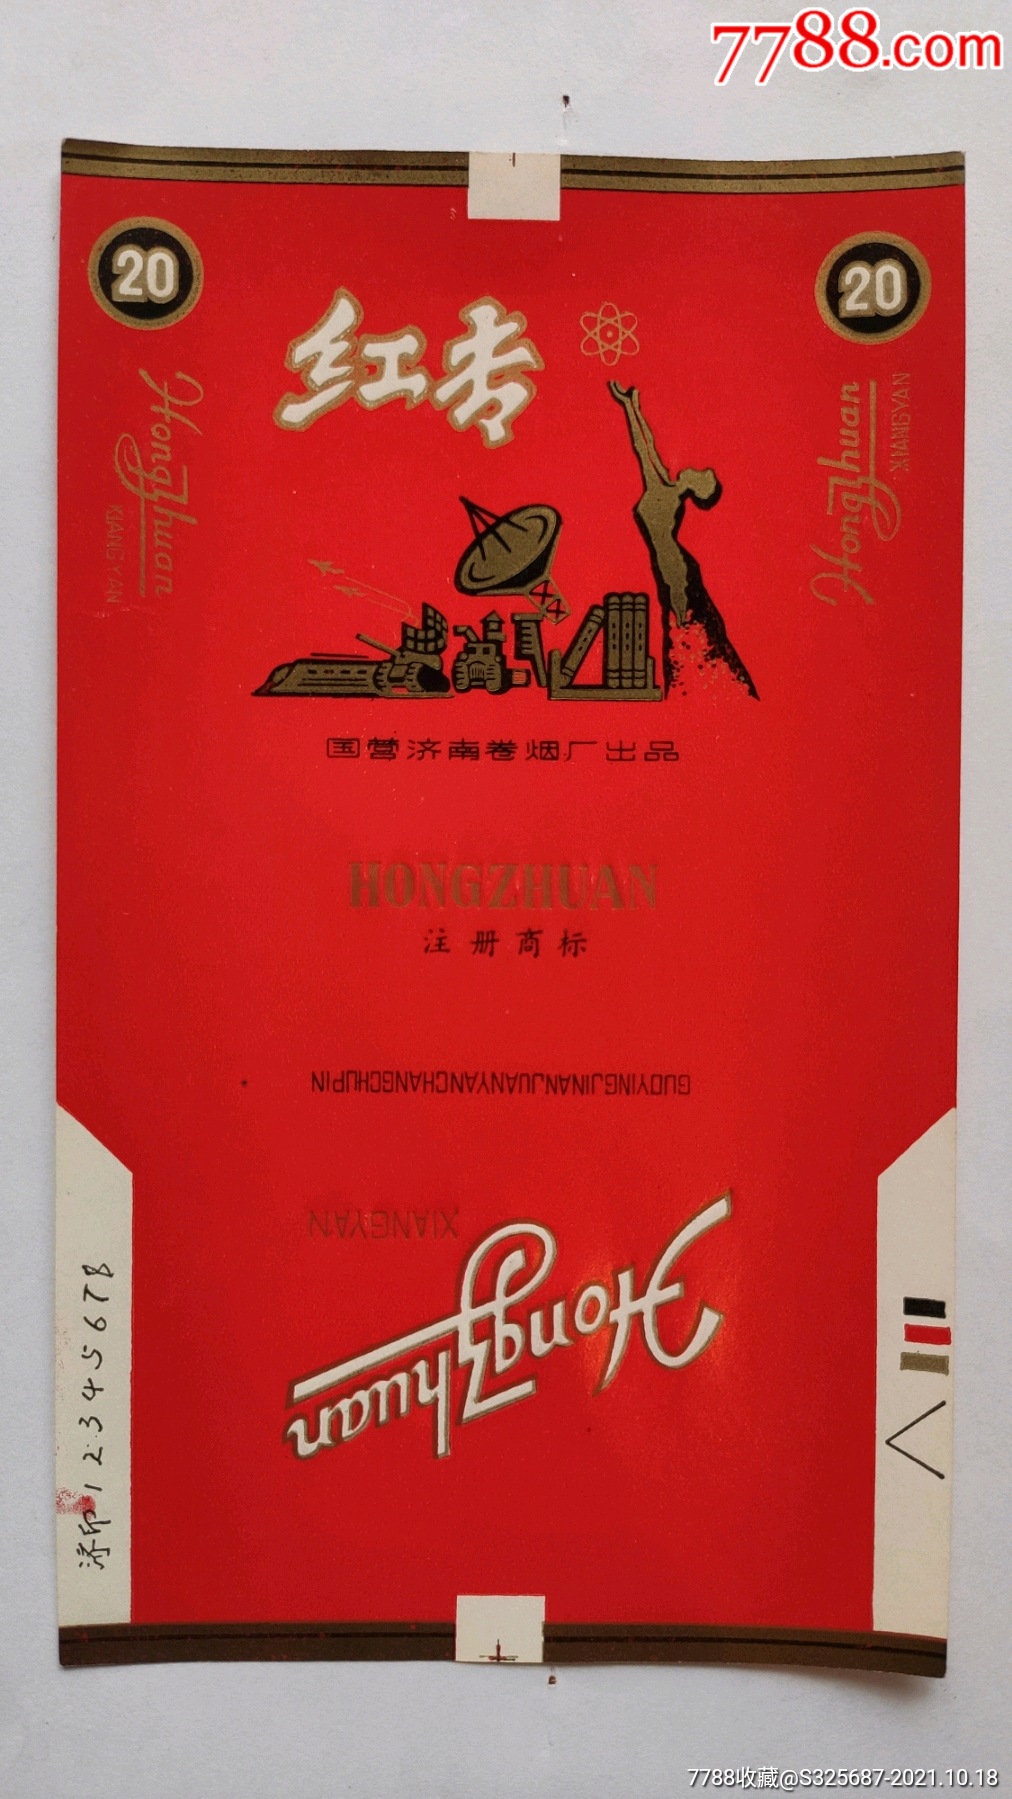 7788.com
20
20
红专
HongZhuan
XIANGYAN
HongZhuan
XIANGYAN
国营济南卷烟厂出品
HONGZHUAN
注册商标
GUOYINGJINANJUANYANCHANGCHUPIN
XIANGYAN
HongZhuan
济印12345678
7788收藏@S325687-2021.10.18